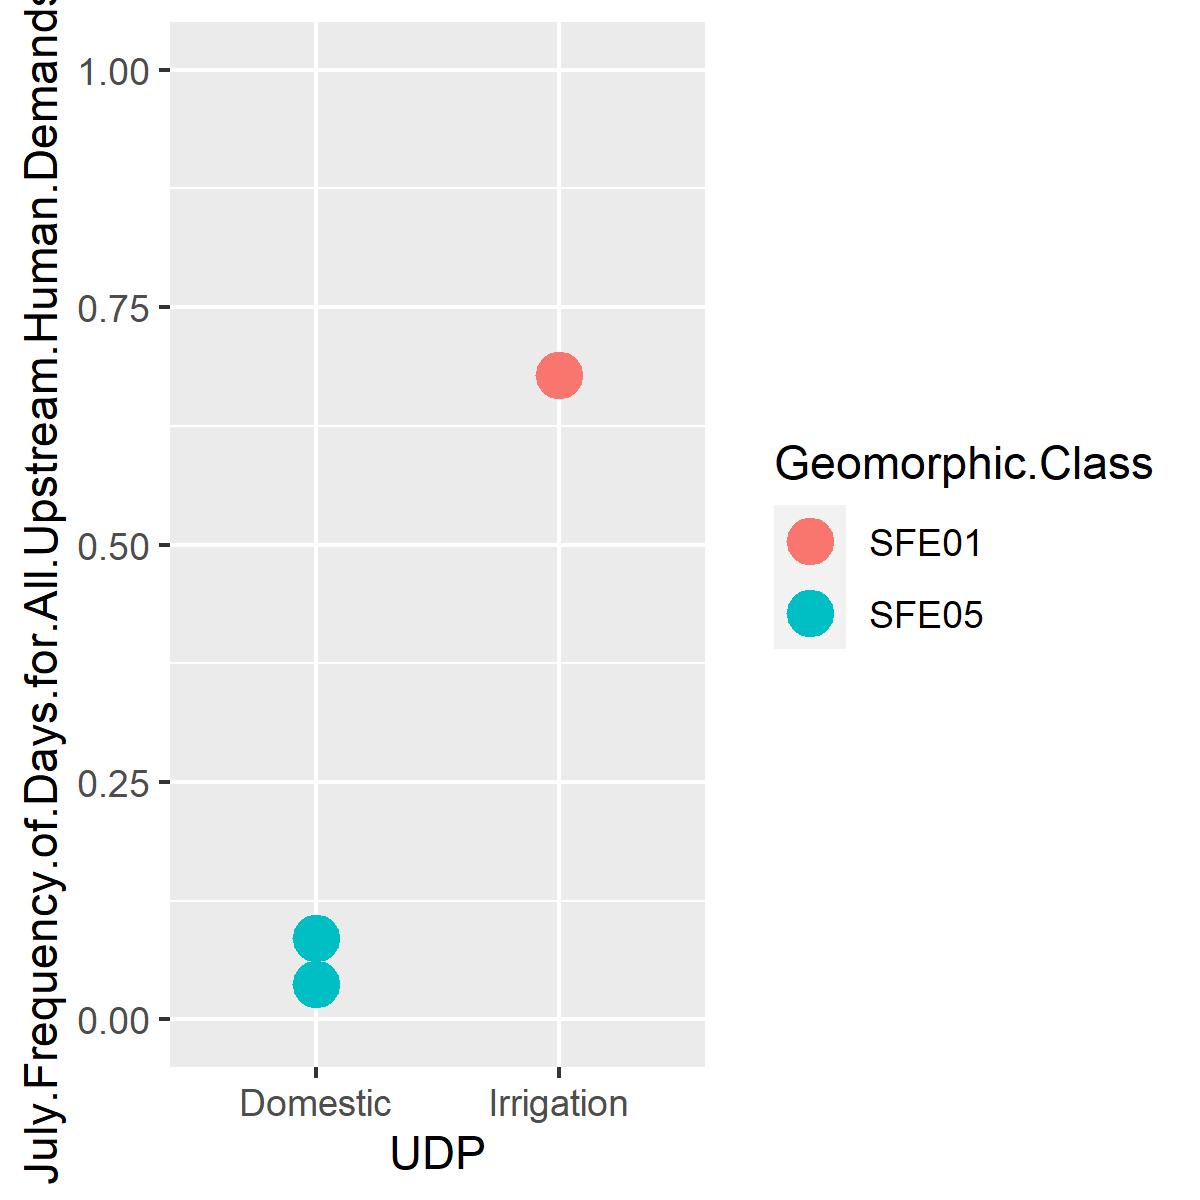 July.Frequency.of.Days.for.All.Upstream.Human.Demands
1.00
0.75
0.50
0.25
0.00
Domestic
Irrigation
UDP
Geomorphic.Class
SFE01
SFE05